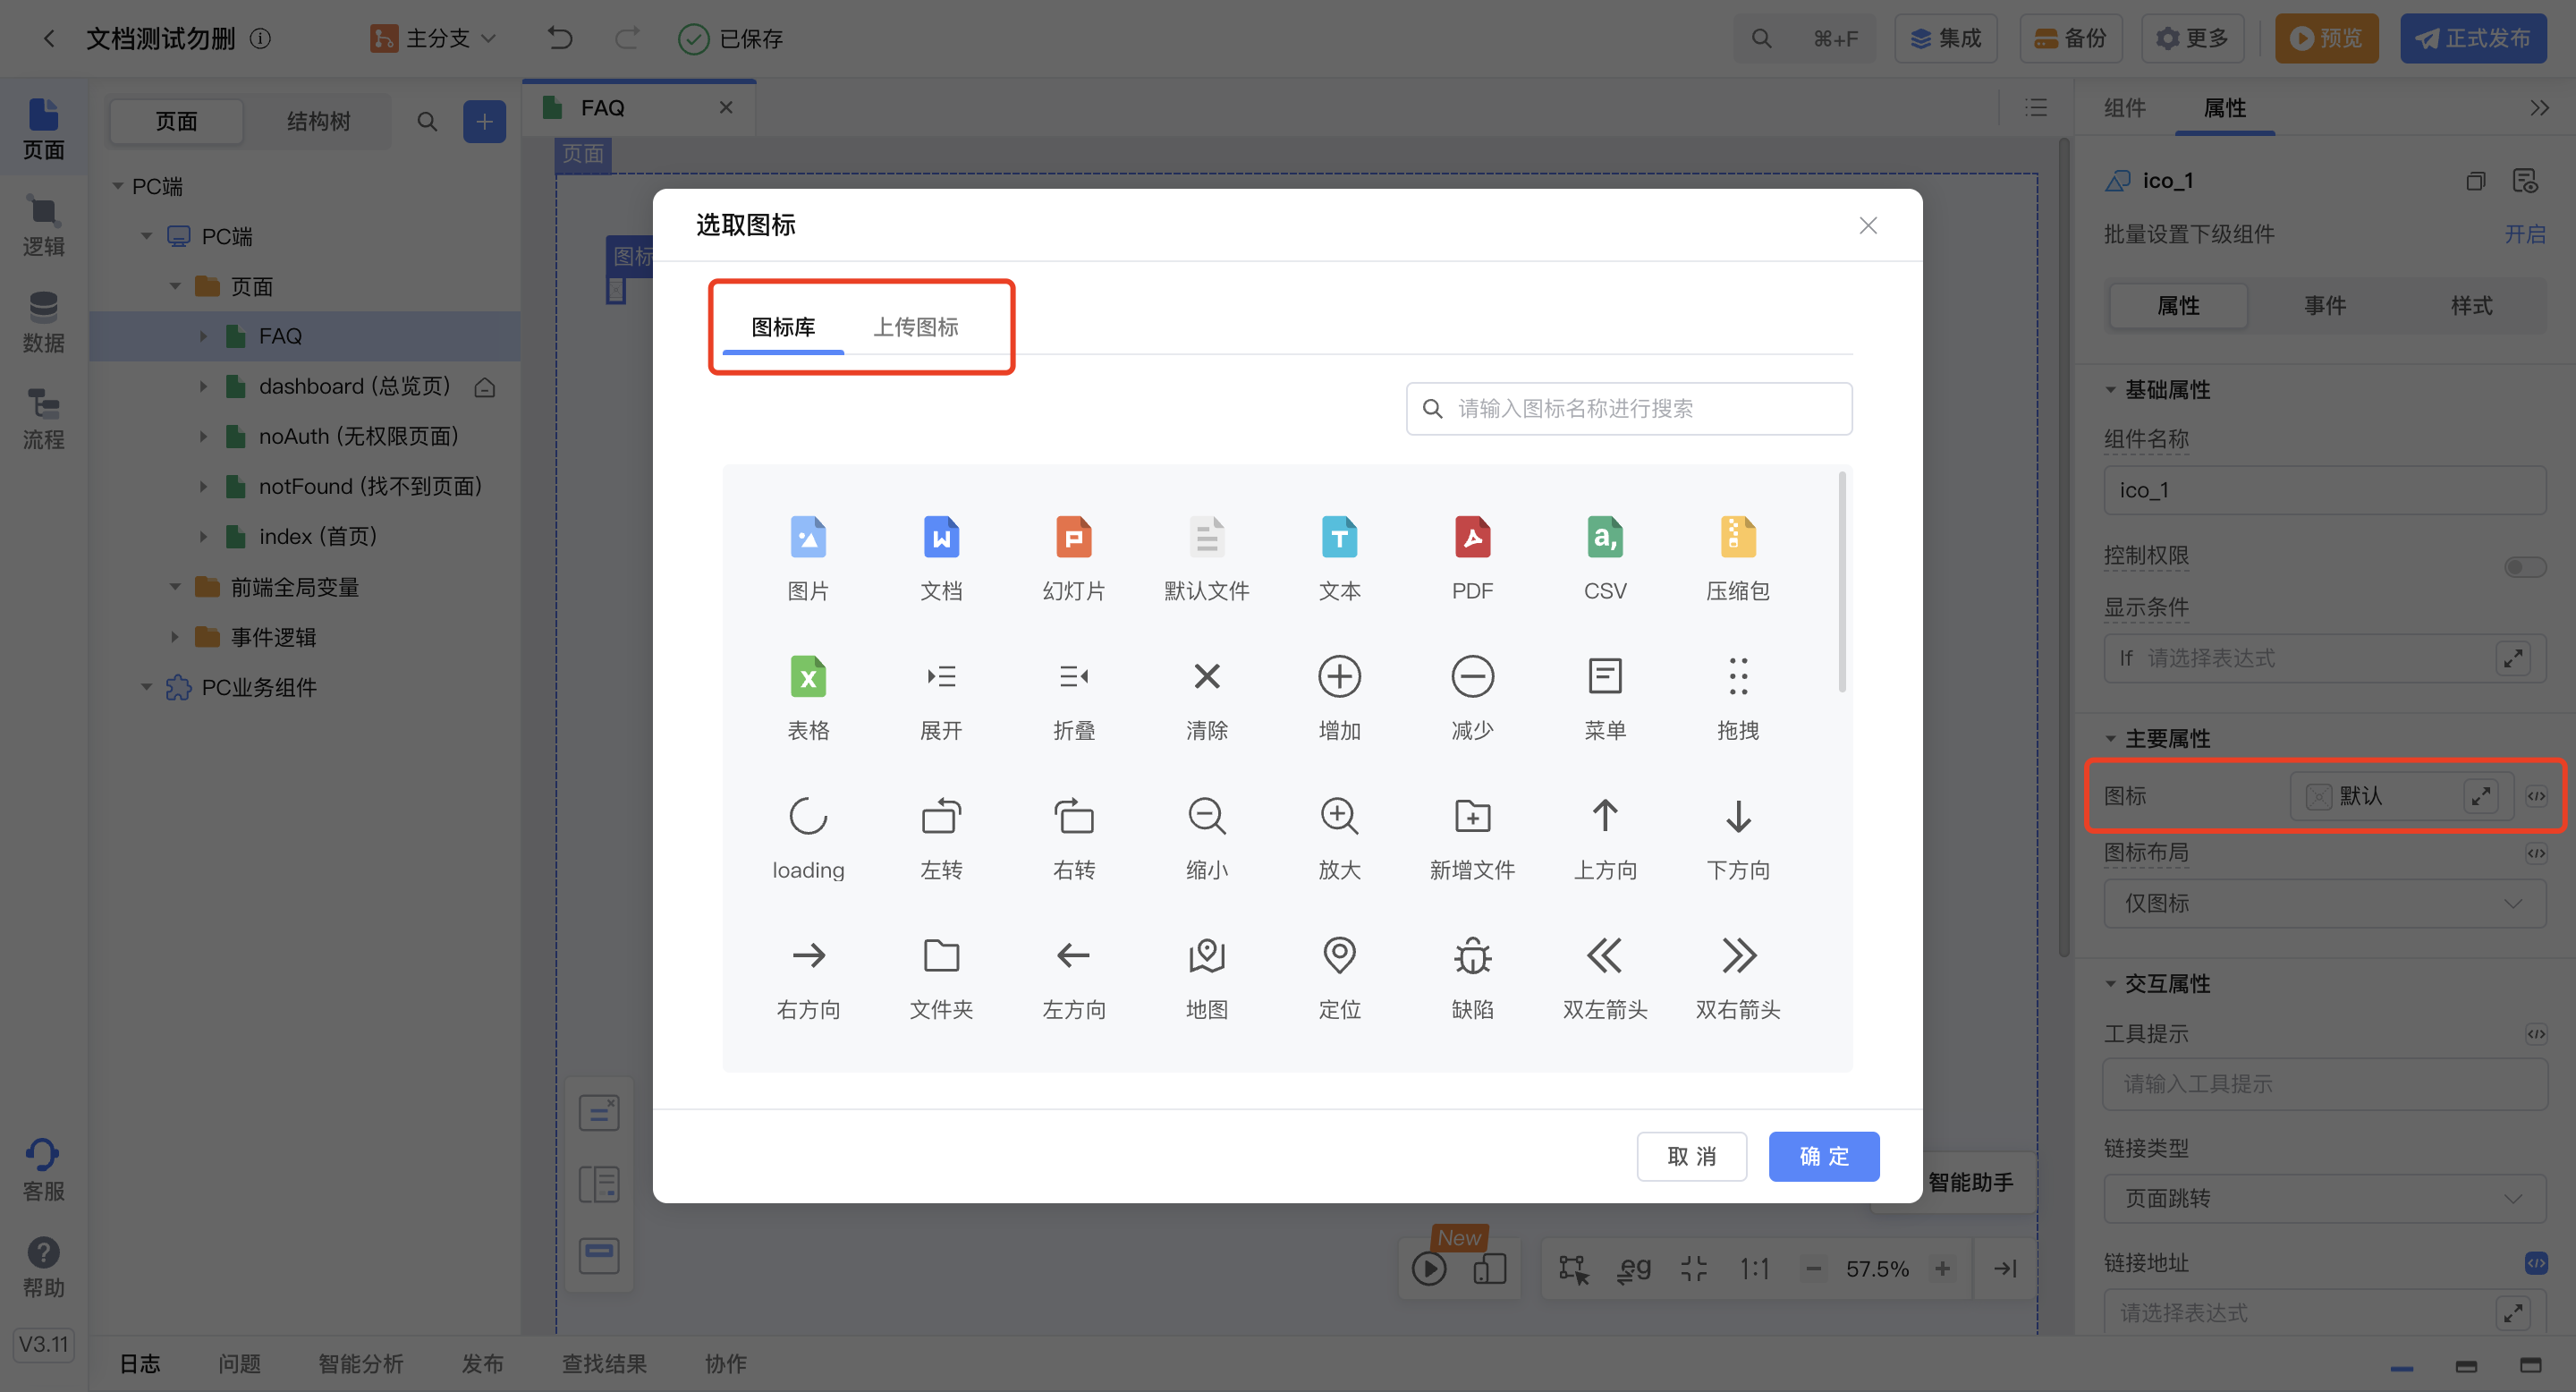 文档测试勿删
主分支
已保存
⌘+F
集成
备份
更多
预览
正式发布
页面
逻辑
数据
流程
客服
帮助
V3.11
页面
结构树
PC端
PC端
页面
FAQ
dashboard (总览页)
noAuth (无权限页面)
notFound (找不到页面)
index (首页)
前端全局变量
事件逻辑
PC业务组件
FAQ
页面
图标
选取图标
图标库
上传图标
请输入图标名称进行搜索
图片
文档
幻灯片
默认文件
文本
PDF
CSV
压缩包
表格
展开
折叠
清除
增加
减少
菜单
拖拽
loading
左转
右转
缩小
放大
新增文件
上方向
下方向
右方向
文件夹
左方向
地图
定位
缺陷
双左箭头
双右箭头
取 消
确 定
智能助手
New
eg
1:1
57.5%
组件
属性
ico_1
批量设置下级组件
开启
属性
事件
样式
基础属性
组件名称
ico_1
控制权限
显示条件
If 请选择表达式
主要属性
图标
默认
图标布局
仅图标
交互属性
工具提示
请输入工具提示
链接类型
页面跳转
链接地址
请选择表达式
日志
问题
智能分析
发布
查找结果
协作